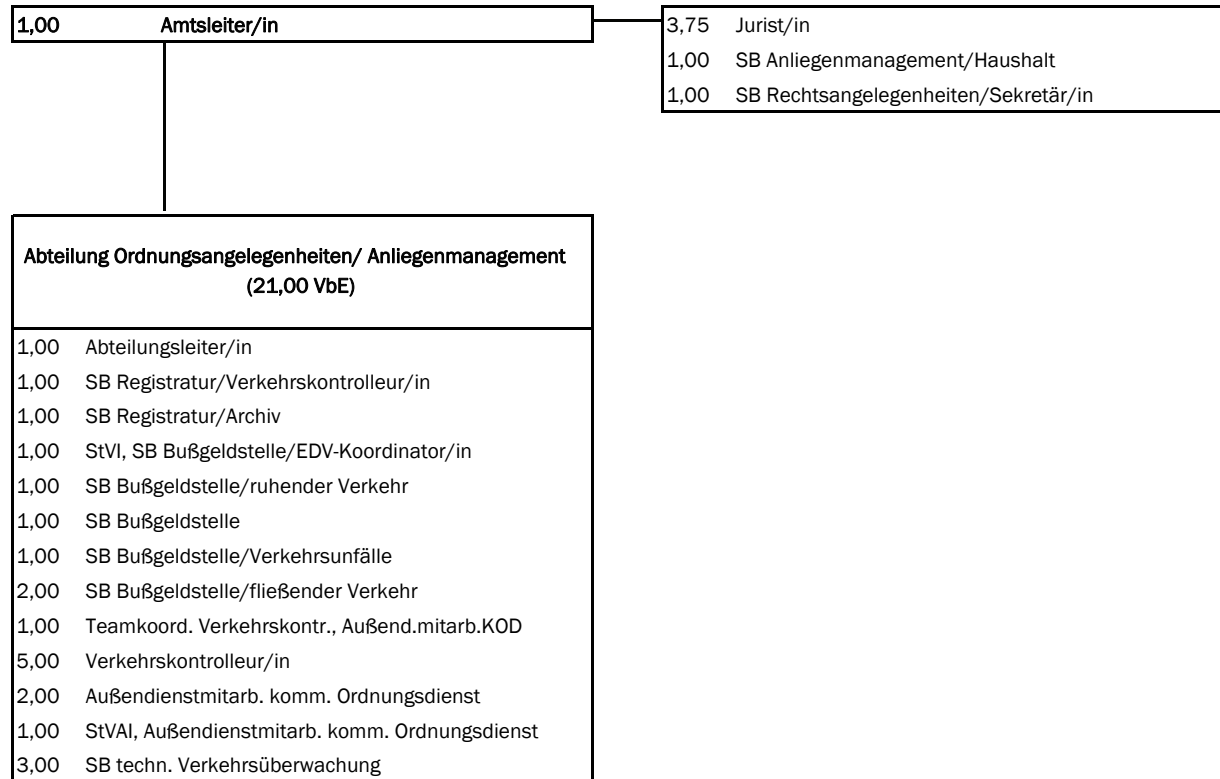 1,00 Amtsleiter/in
3,75 Jurist/in
1,00 SB Anliegenmanagement/Haushalt
1,00 SB Rechtsangelegenheiten/Sekretär/in
Abteilung Ordnungsangelegenheiten/ Anliegenmanagement
(21,00 VbE)
1,00 Abteilungsleiter/in
1,00 SB Registratur/Verkehrskontrolleur/in
1,00 SB Registratur/Archiv
1,00 StVI, SB Bußgeldstelle/EDV-Koordinator/in
1,00 SB Bußgeldstelle/ruhender Verkehr
1,00 SB Bußgeldstelle
1,00 SB Bußgeldstelle/Verkehrsunfälle
2,00 SB Bußgeldstelle/fließender Verkehr
1,00 Teamkoord. Verkehrskontr., Außend.mitarb.KOD
5,00 Verkehrskontrolleur/in
2,00 Außendienstmitarb. komm. Ordnungsdienst
1,00 StVAI, Außendienstmitarb. komm. Ordnungsdienst
3,00 SB techn. Verkehrsüberwachung